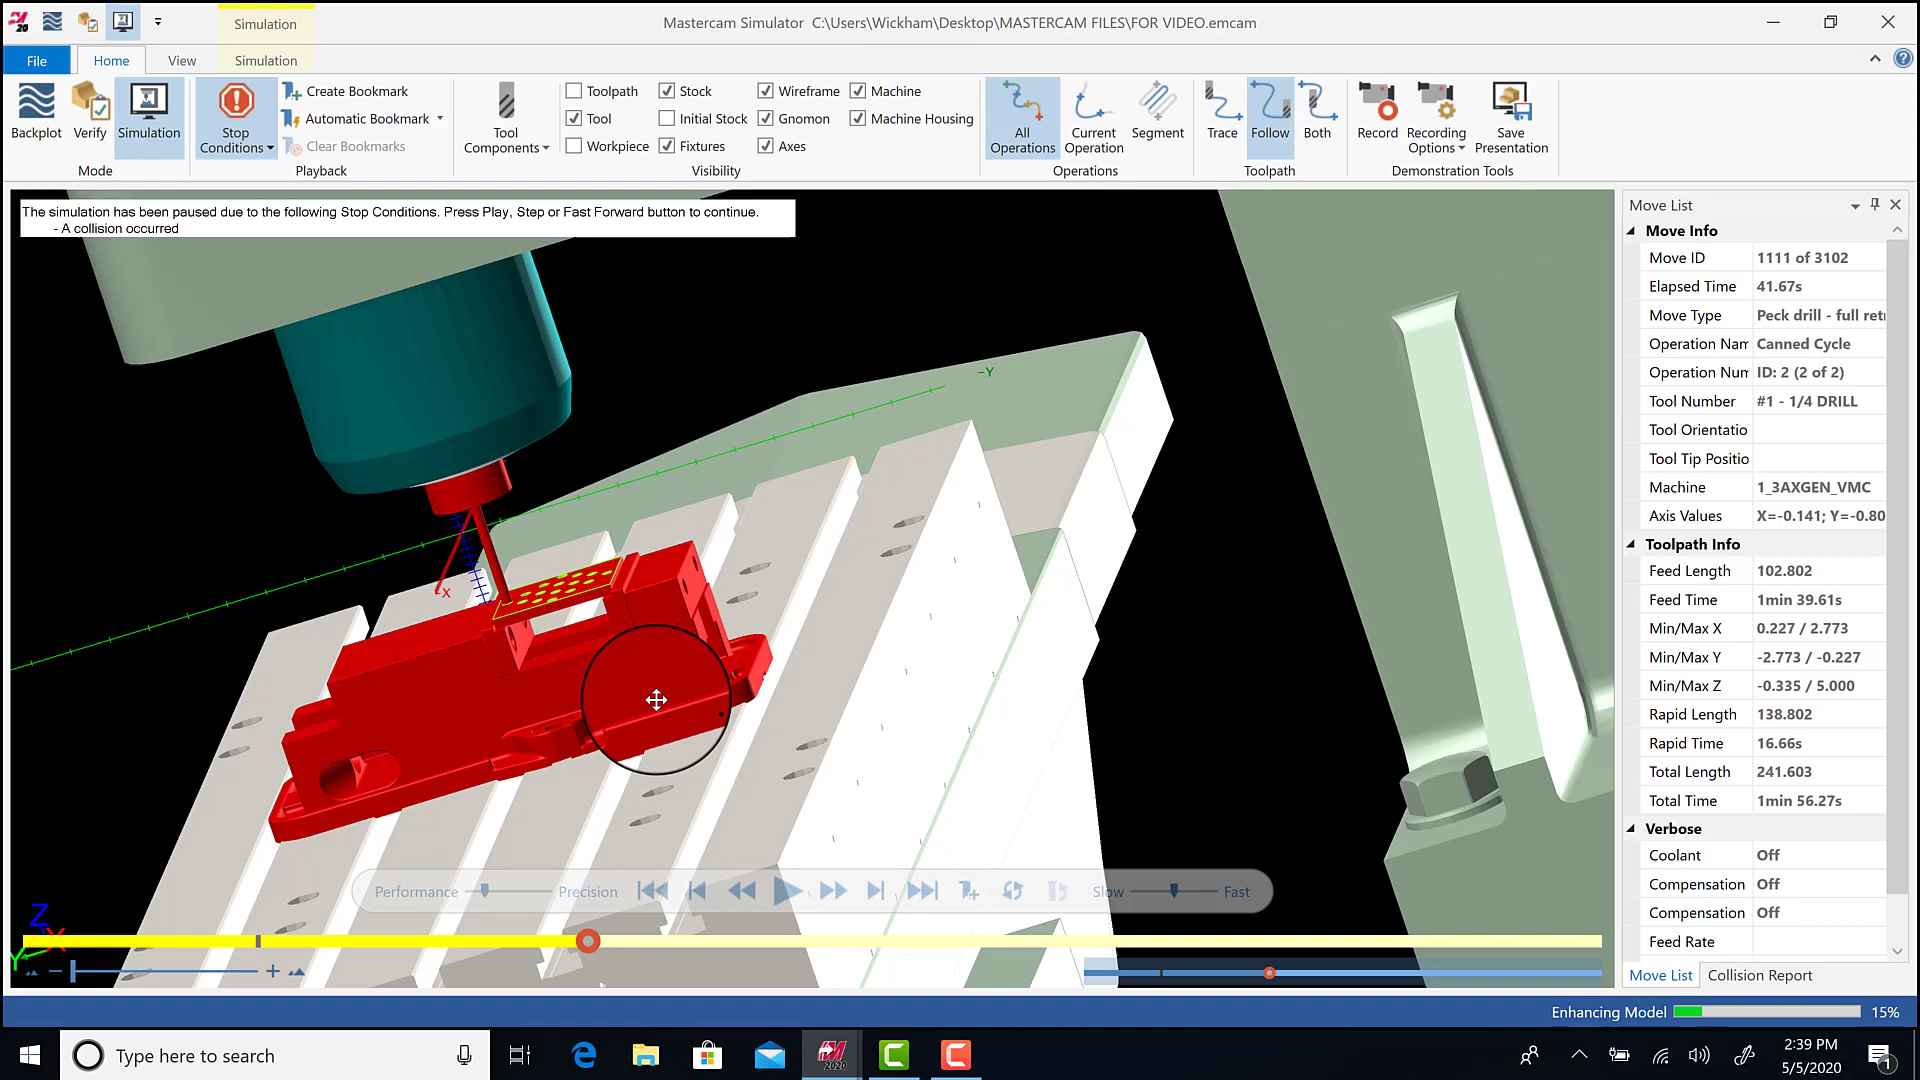 Simulation
Mastercam Simulator C:\Users\Wickham\Desktop\MASTERCAM FILES\FOR VIDEO.emcam
File
Home
View
Simulation
Backplot
Verify
Simulation
Mode
Stop
Conditions
Create Bookmark
Automatic Bookmark
Clear Bookmarks
Playback
Tool
Components
Toolpath
Tool
Workpiece
Stock
Initial Stock
Fixtures
Wireframe
Gnomon
Axes
Machine
Machine Housing
Visibility
All
Operations
Current
Operation
Segment
Operations
Trace
Follow
Both
Toolpath
Record
Recording
Options
Save
Presentation
Demonstration Tools
The simulation has been paused due to the following Stop Conditions. Press Play, Step or Fast Forward button to continue.
- A collision occurred
-Y
-X
Z
X
Y
Performance
Precision
Slow
Fast
Move List
Move Info
Move ID 1111 of 3102
Elapsed Time 41.67s
Move Type Peck drill - full ret
Operation Nam Canned Cycle
Operation Num ID: 2 (2 of 2)
Tool Number #1 - 1/4 DRILL
Tool Orientatio
Tool Tip Positio
Machine 1_3AXGEN_VMC
Axis Values X=-0.141; Y=-0.80
Toolpath Info
Feed Length 102.802
Feed Time 1min 39.61s
Min/Max X 0.227 / 2.773
Min/Max Y -2.773 / -0.227
Min/Max Z -0.335 / 5.000
Rapid Length 138.802
Rapid Time 16.66s
Total Length 241.603
Total Time 1min 56.27s
Verbose
Coolant Off
Compensation Off
Compensation Off
Feed Rate
Move List
Collision Report
Enhancing Model 15%
Type here to search
2020
2:39 PM
5/5/2020
1